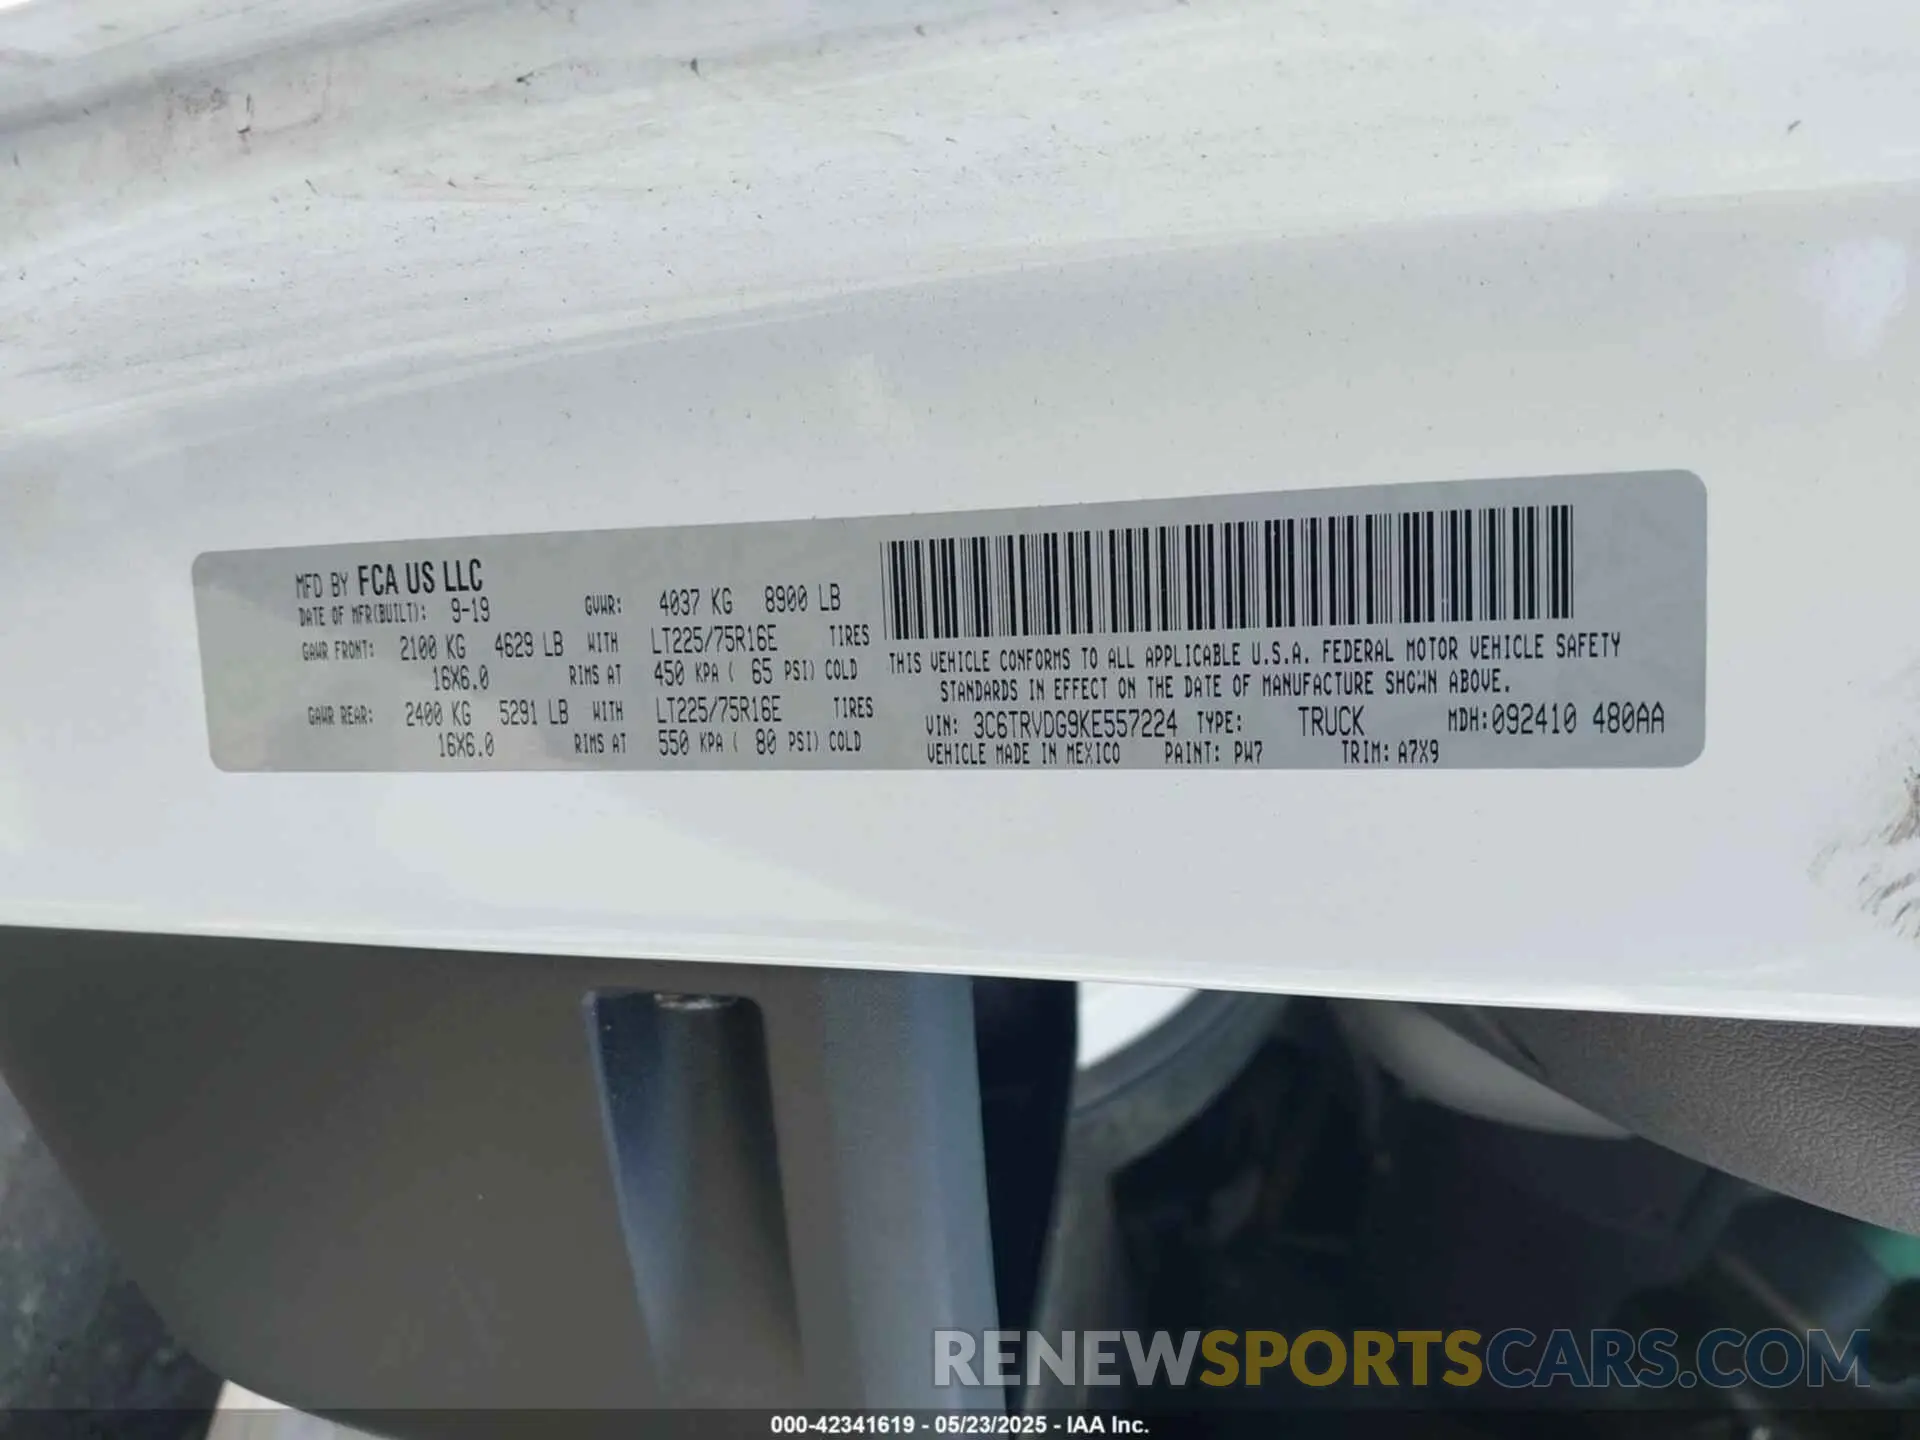 MFD BY FCA US LLC
DATE OF MFR(BUILT): 9-19 GVWR: 4037 KG 8900 LB
GAWR FRONT: 2100 KG 4629 LB WITH LT225/75R16E TIRES
16X6.0 RIMS AT 450 KPA ( 65 PSI) COLD
GAWR REAR: 2400 KG 5291 LB WITH LT225/75R16E TIRES
16X6.0 RIMS AT 550 KPA ( 80 PSI) COLD
THIS VEHICLE CONFORMS TO ALL APPLICABLE U.S.A. FEDERAL MOTOR VEHICLE SAFETY
STANDARDS IN EFFECT ON THE DATE OF MANUFACTURE SHOWN ABOVE.
VIN: 3C6TRVDG9KE557224 TYPE: TRUCK MDH:092410 480AA
VEHICLE MADE IN MEXICO PAINT: PW7 TRIM: A7X9
RENEWSPORTSCARS.COM
000-42341619 - 05/23/2025 - IAA Inc.